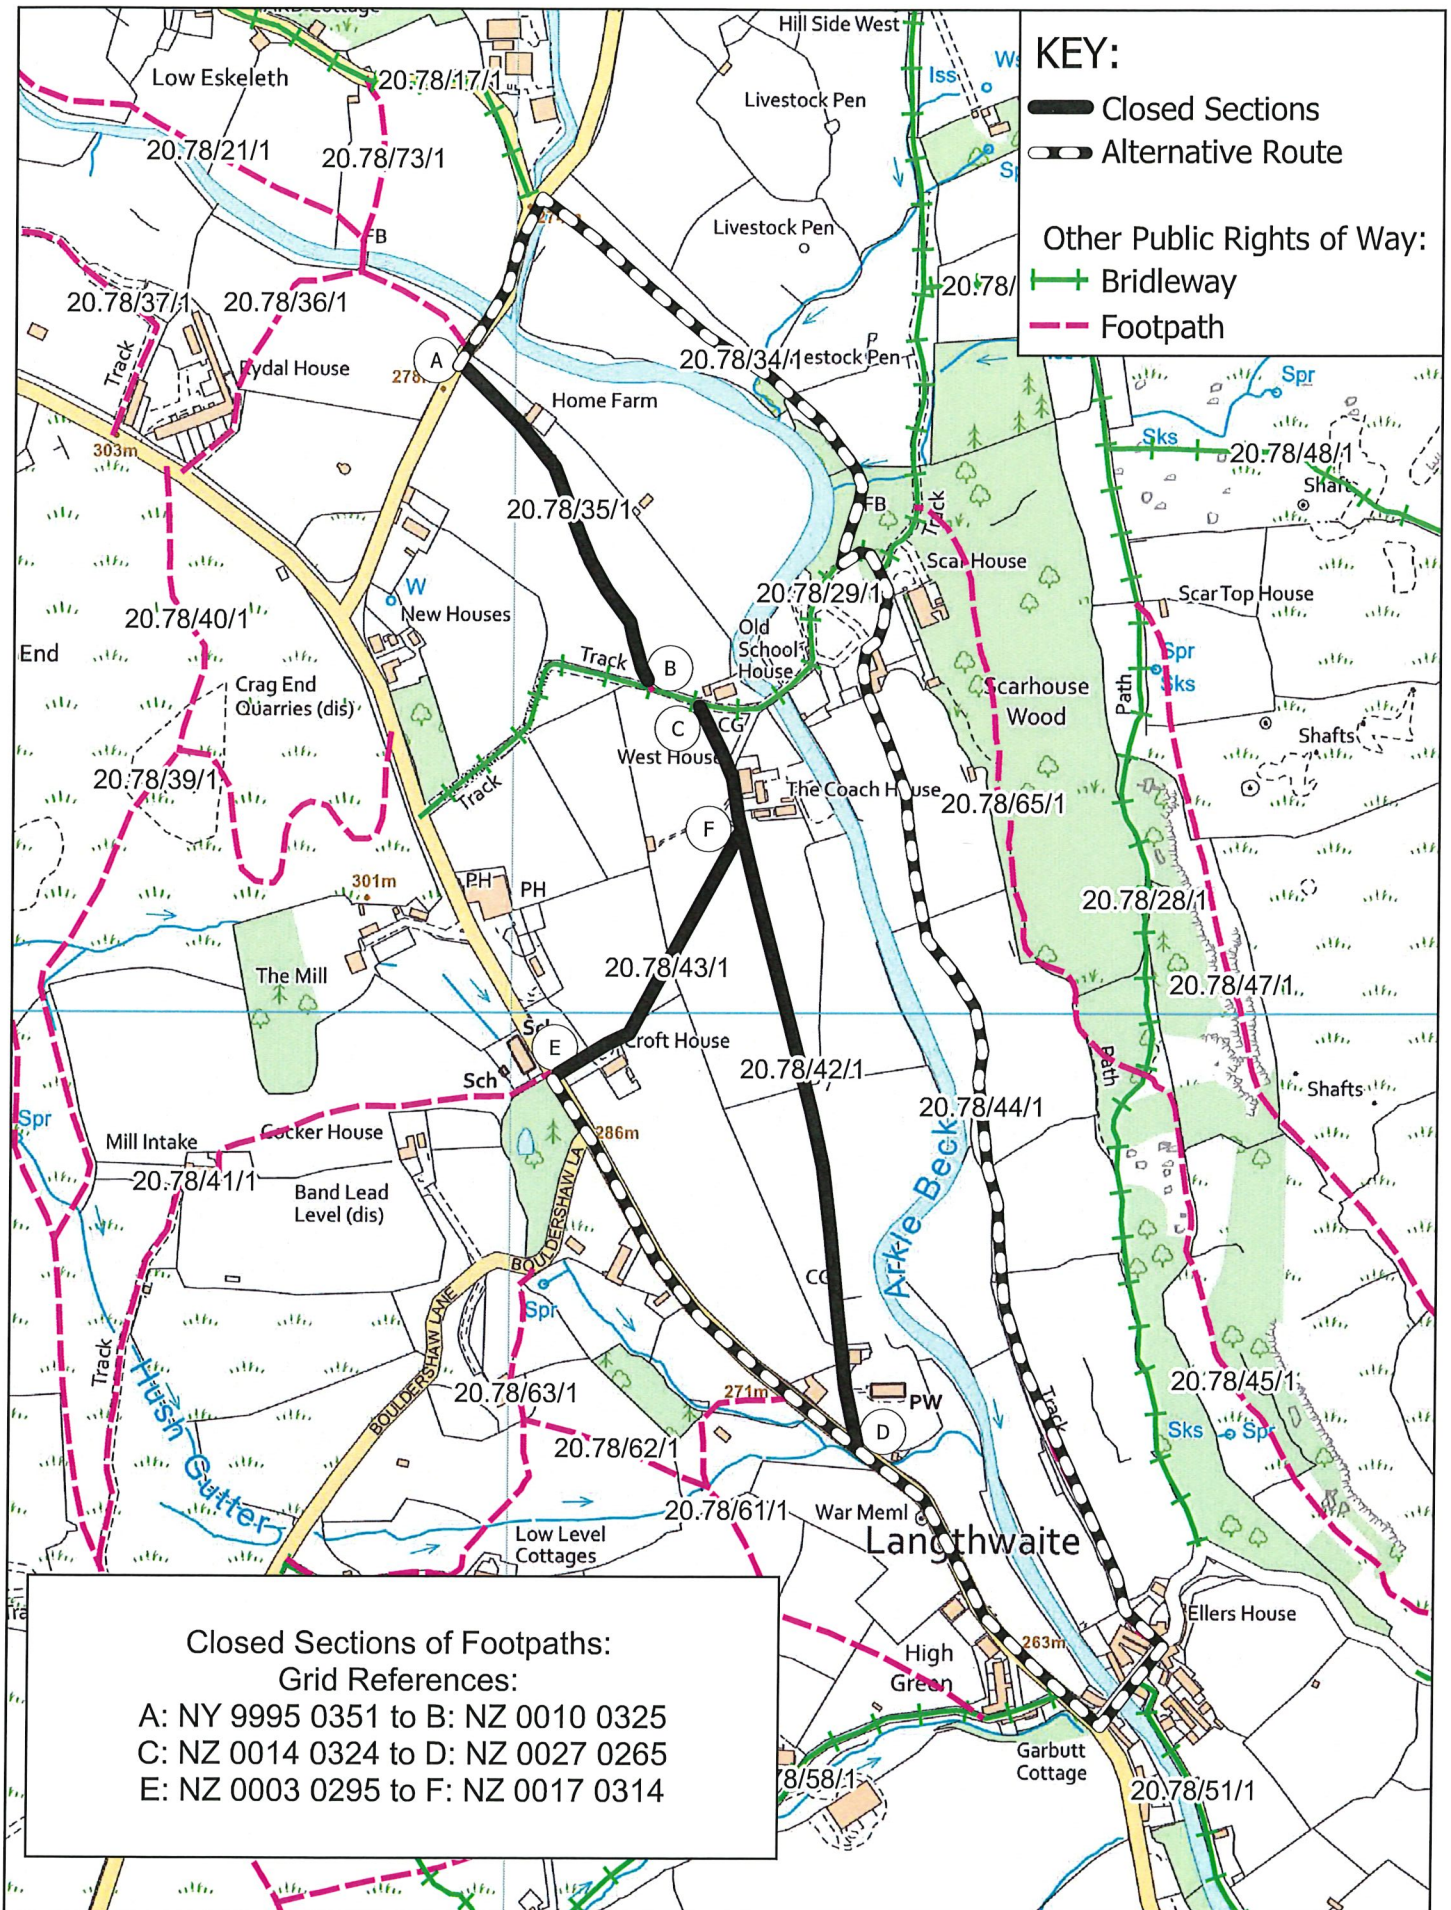 Hill Side West
KEY:
Closed Sections
Alternative Route
Other Public Rights of Way:
Bridleway
Footpath
Low Eskeleth
20.78/17/1
Iss
Livestock Pen
20.78/21/1
20.78/73/1
Livestock Pen
FB
20.78/37/1
20.78/36/1
20.78/
Track
Rydal House
A
20.78/34/1
Home Farm
Spr
303m
Sks
20.78/48/1
20.78/35/1
FB
Track
Shaft
Scar House
W
New Houses
20.78/29/1
Scar Top House
20.78/40/1
End
Old
School
House
Track
B
Spr
Sks
Crag End
Quarries (dis)
Scarhouse
Wood
Path
C
CG
West House
Shafts
20.78/39/1
Track
The Coach House
20.78/65/1
F
301m
PH
PH
20.78/28/1
The Mill
20.78/43/1
20.78/47/1
E
Croft House
Sch
Path
20.78/42/1
Shafts
Spr
20.78/44/1
Mill Intake
Cocker House
286m
20.78/41/1
Band Lead
Level (dis)
BOULDERSHAW LA
Arkle Beck
CG
Spr
BOULDERSHAW LANE
Track
Hush Gutter
20.78/63/1
271m
PW
20.78/45/1
Track
D
Sks
Spr
20.78/62/1
20.78/61/1
War Meml
Langthwaite
Low Level
Cottages
Ellers House
263m
High
Green
Garbutt
Cottage
78/58/1
20.78/51/1
Closed Sections of Footpaths:
Grid References:
A: NY 9995 0351 to B: NZ 0010 0325
C: NZ 0014 0324 to D: NZ 0027 0265
E: NZ 0003 0295 to F: NZ 0017 0314